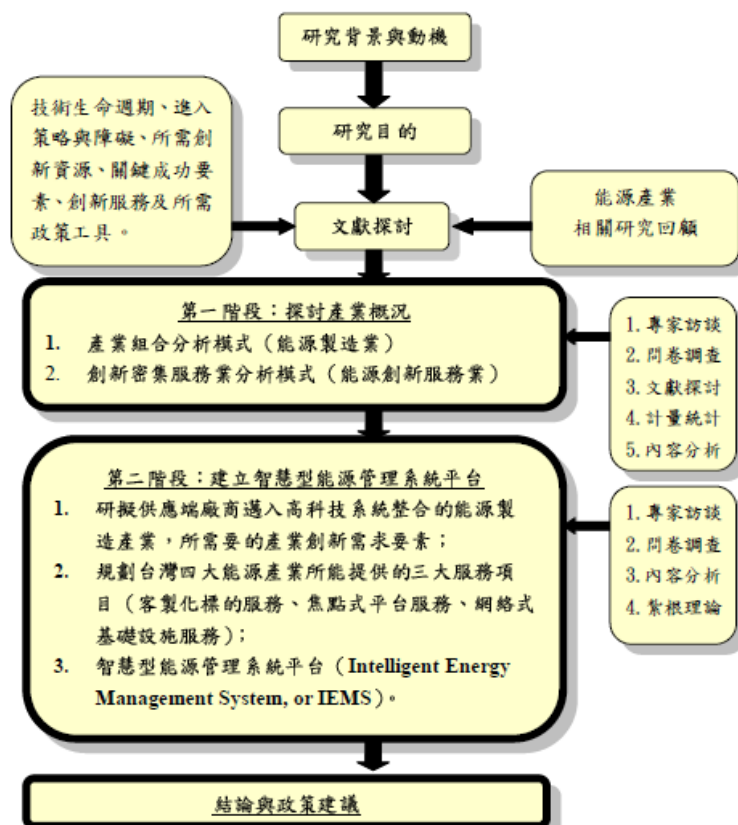 研究背景與動機
研究目的
技術生命週期、進入
策略與障礙、所需創
新資源、關鍵成功要
素、創新服務及所需
政策工具。
文獻探討
能源產業
相關研究回顧
第一階段：探討產業概況
1. 產業組合分析模式（能源製造業）
2. 創新密集服務業分析模式（能源創新服務業）
1. 專家訪談
2. 問卷調查
3. 文獻探討
4. 計量統計
5. 內容分析
第二階段：建立智慧型能源管理系統平台
1. 研擬供應端廠商邁入高科技系統整合的能源製
造產業，所需要的產業創新需求要素；
2. 規劃台灣四大能源產業所能提供的三大服務項
目（客製化標的服務、焦點式平台服務、網絡式
基礎設施服務）；
3. 智慧型能源管理系統平台（Intelligent Energy
Management System, or IEMS）。
1. 專家訪談
2. 問卷調查
3. 內容分析
4. 紮根理論
結論與政策建議